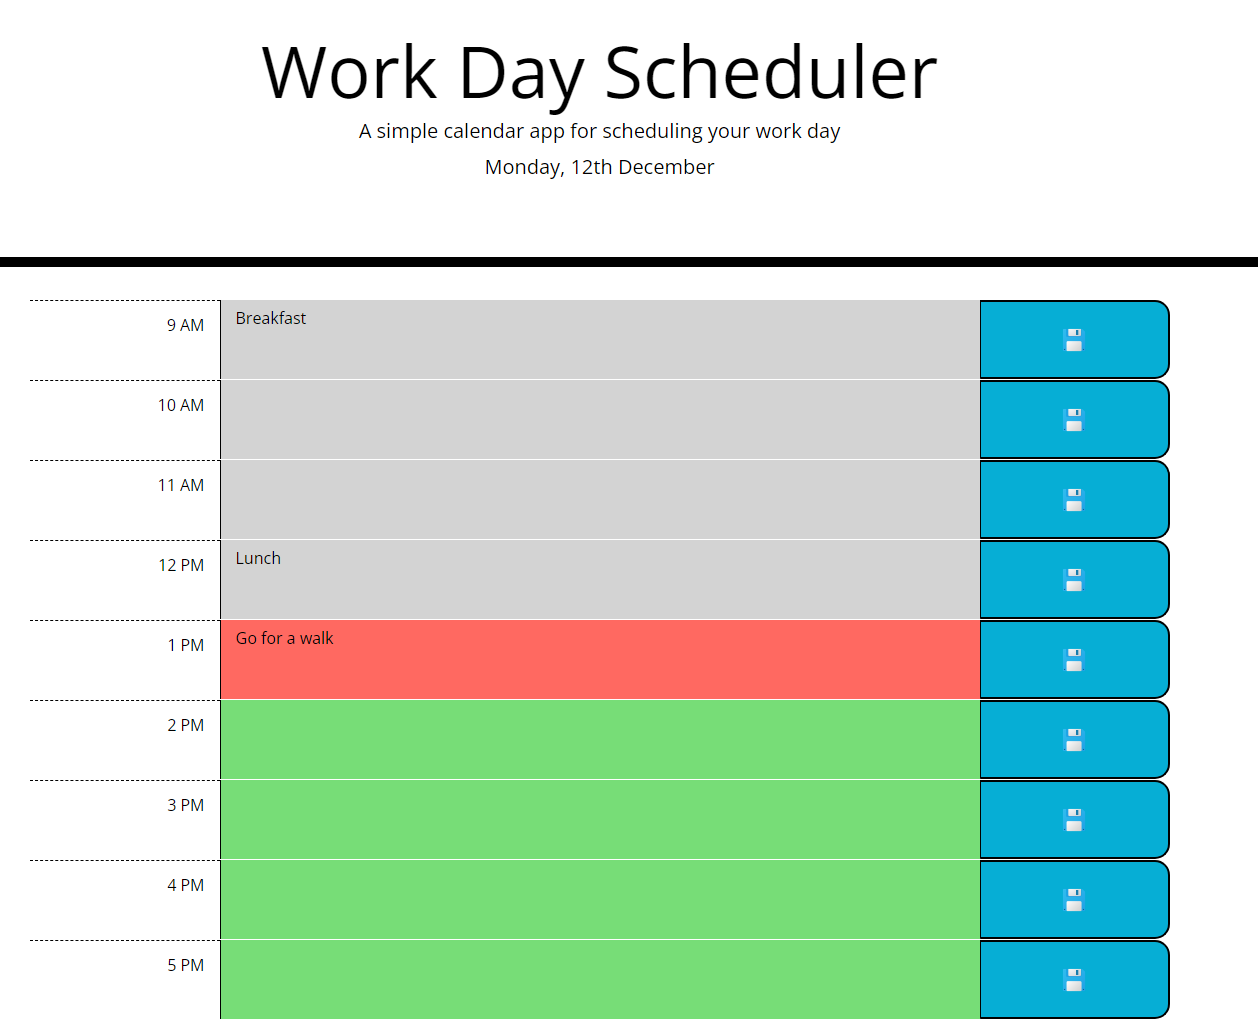 Work Day Scheduler
A simple calendar app for scheduling your work day
Monday, 12th December
9 AM
Breakfast
10 AM
11 AM
12 PM
Lunch
1 PM
Go for a walk
2 PM
3 PM
4 PM
5 PM